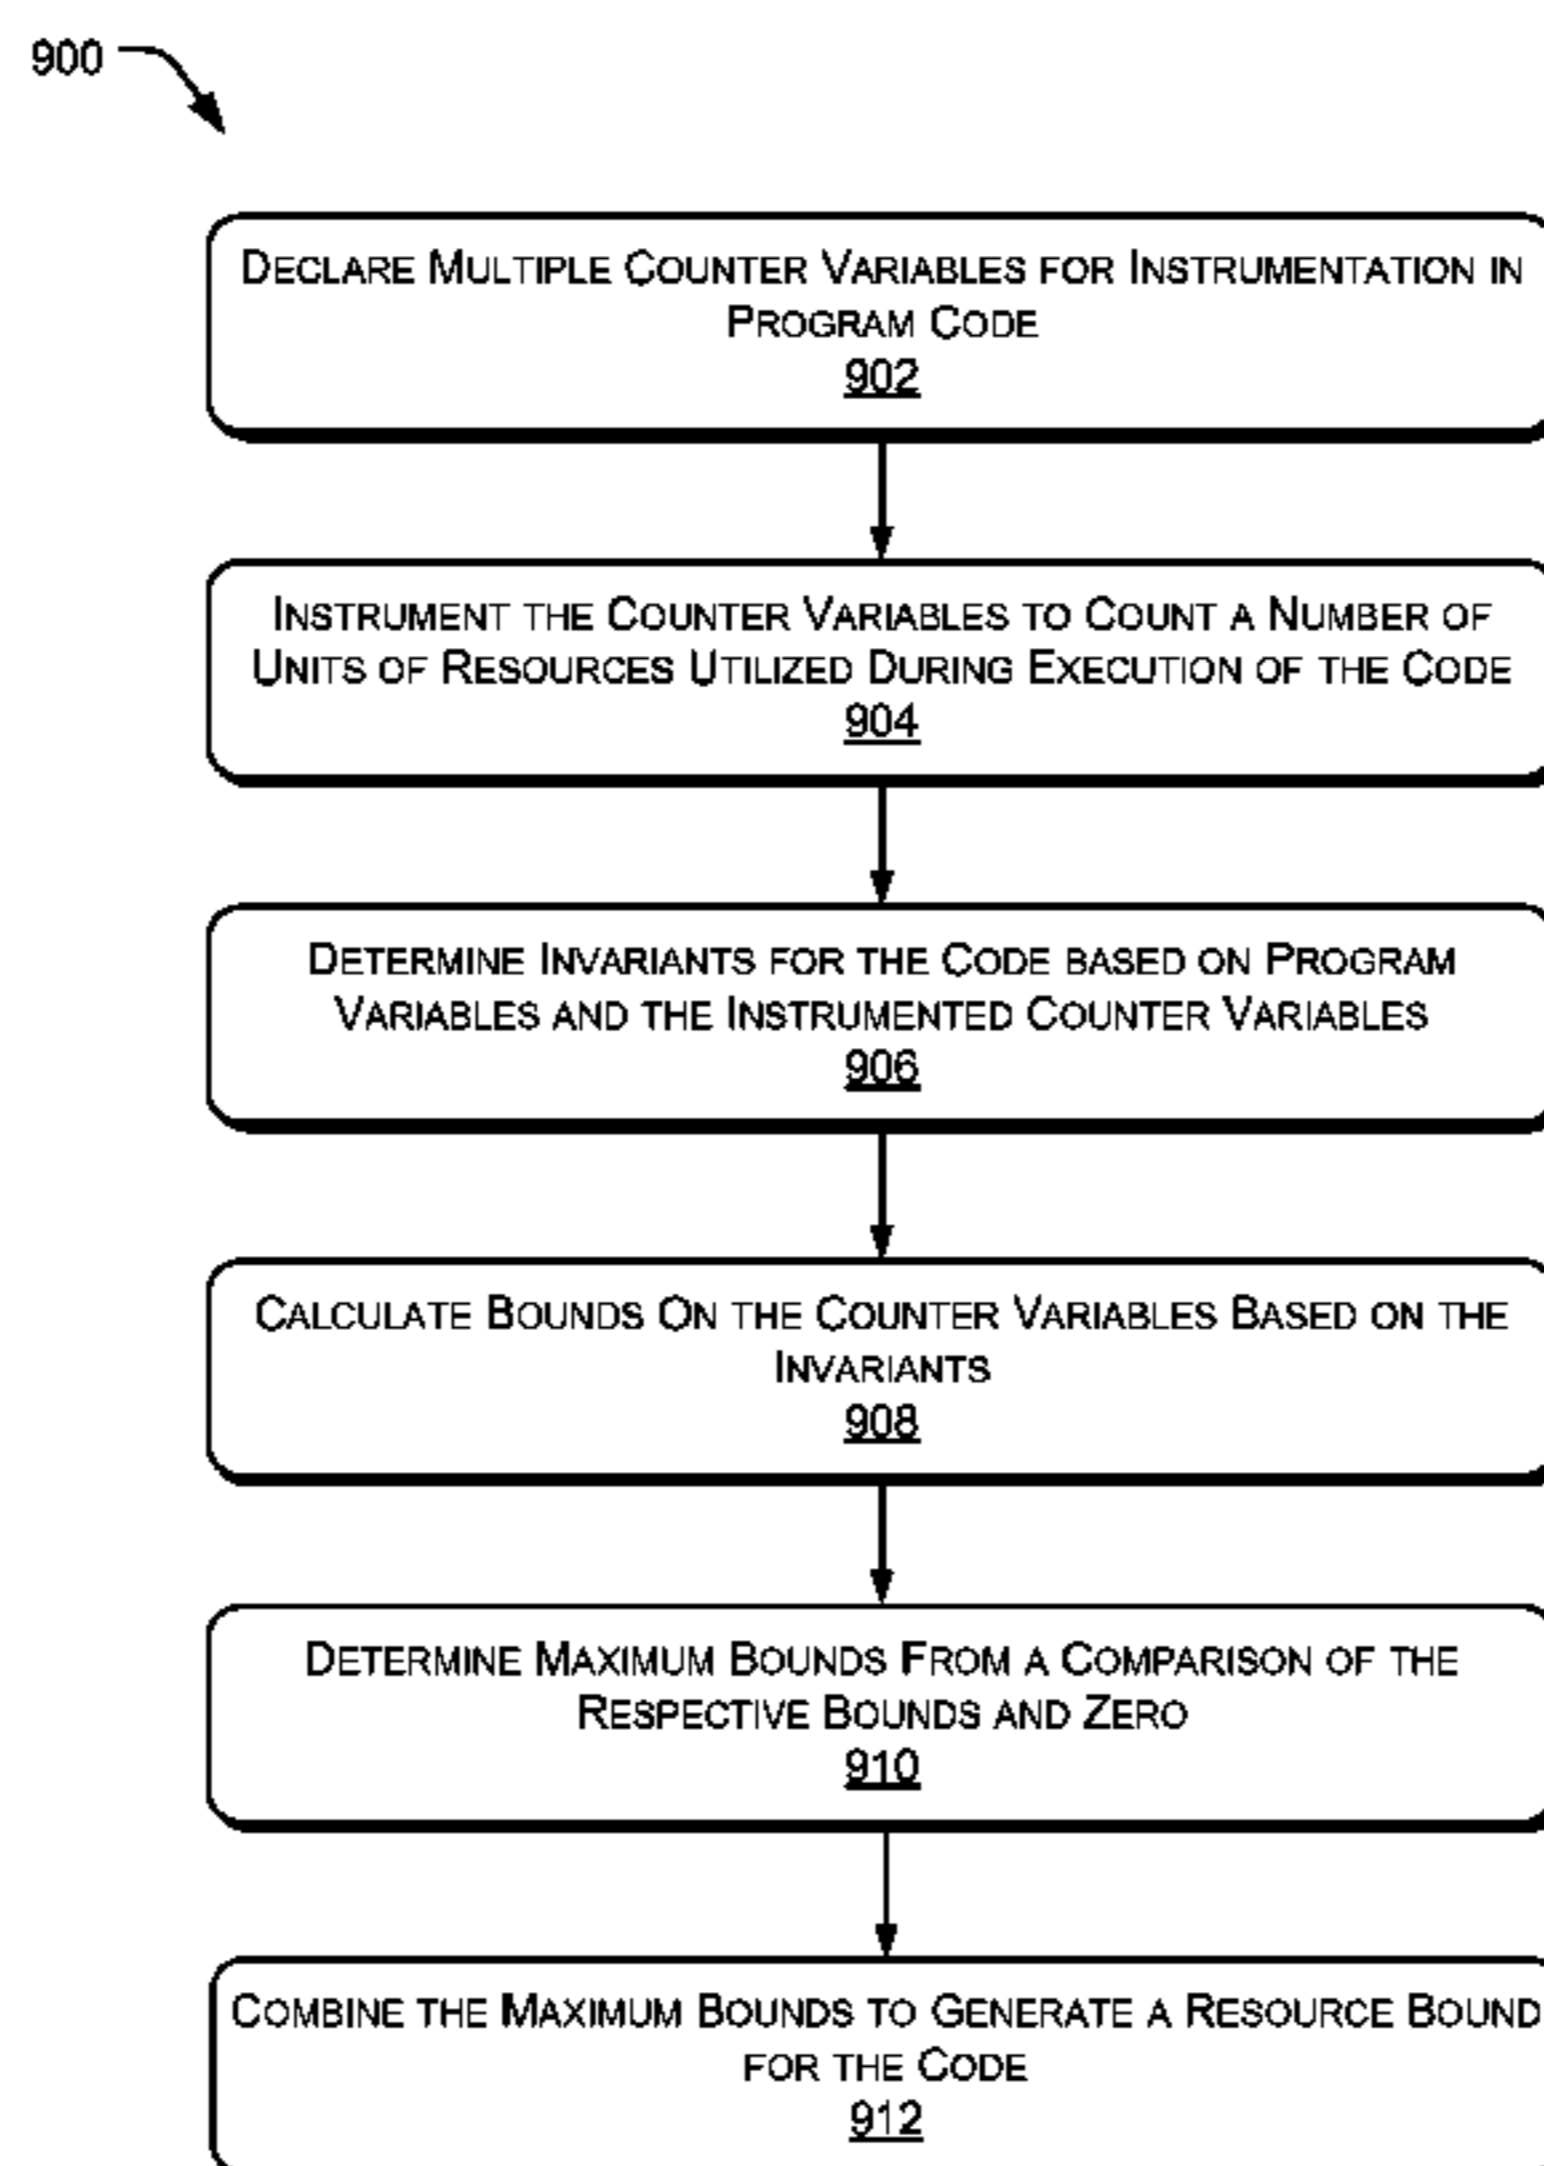 900
DECLARE MULTIPLE COUNTER VARIABLES FOR INSTRUMENTATION IN
PROGRAM CODE
902
INSTRUMENT THE COUNTER VARIABLES TO COUNT A NUMBER OF
UNITS OF RESOURCES UTILIZED DURING EXECUTION OF THE CODE
904
DETERMINE INVARIANTS FOR THE CODE BASED ON PROGRAM
VARIABLES AND THE INSTRUMENTED COUNTER VARIABLES
906
CALCULATE BOUNDS ON THE COUNTER VARIABLES BASED ON THE
INVARIANTS
908
DETERMINE MAXIMUM BOUNDS FROM A COMPARISON OF THE
RESPECTIVE BOUNDS AND ZERO
910
COMBINE THE MAXIMUM BOUNDS TO GENERATE A RESOURCE BOUND
FOR THE CODE
912